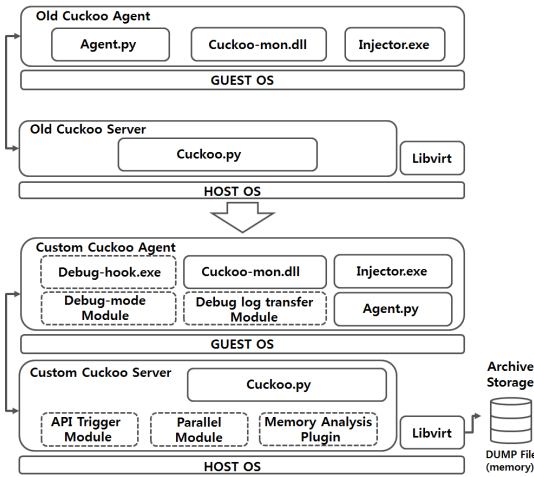 Old Cuckoo Agent
Agent.py
Cuckoo-mon.dll
Injector.exe
GUEST OS
Old Cuckoo Server
Cuckoo.py
Libvirt
HOST OS
Custom Cuckoo Agent
Debug-hook.exe
Cuckoo-mon.dll
Injector.exe
Debug-mode
Module
Debug log transfer
Module
Agent.py
GUEST OS
Custom Cuckoo Server
Cuckoo.py
API Trigger
Module
Parallel
Module
Memory Analysis
Plugin
Libvirt
HOST OS
Archive
Storage
DUMP File
(memory)